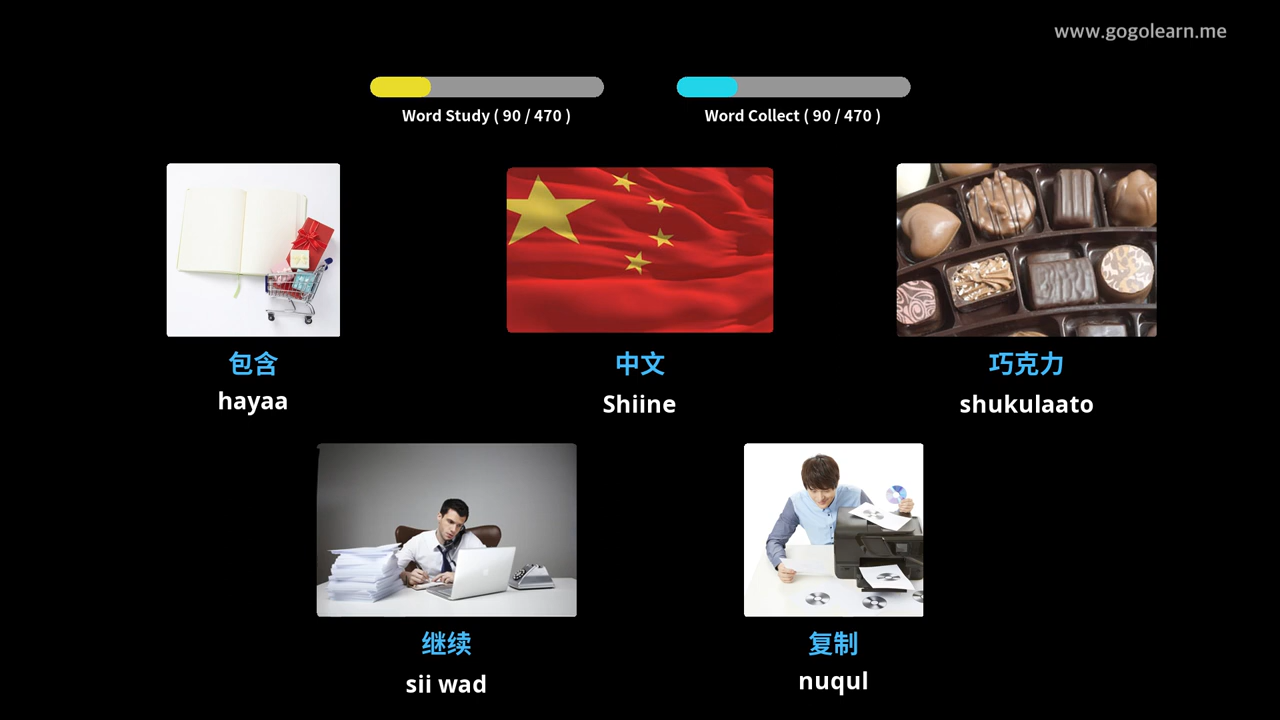 www.gogolearn.me
Word Study ( 90 / 470 )
Word Collect ( 90 / 470 )
包含
hayaa
中文
Shiine
巧克力
shukulaato
继续
sii wad
复制
nuqul